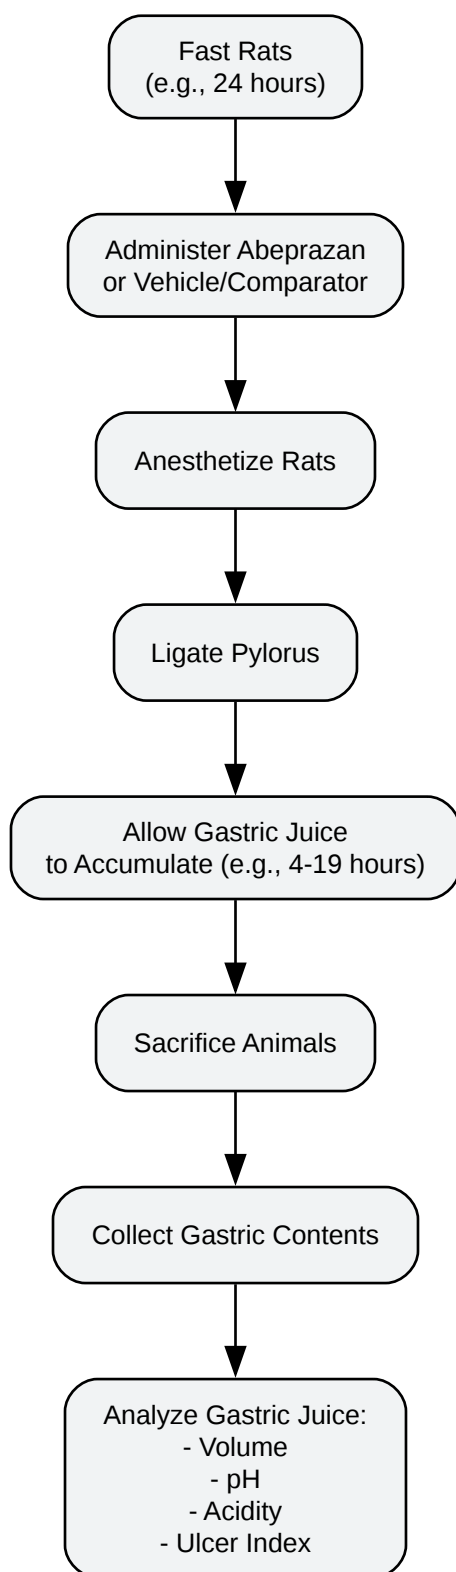 Fast Rats
(e.g., 24 hours)
Administer Abeprazan
or Vehicle/Comparator
Anesthetize Rats
Ligate Pylorus
Allow Gastric Juice
to Accumulate (e.g., 4-19 hours)
Sacrifice Animals
Collect Gastric Contents
Analyze Gastric Juice:
- Volume
- pH
- Acidity
- Ulcer Index